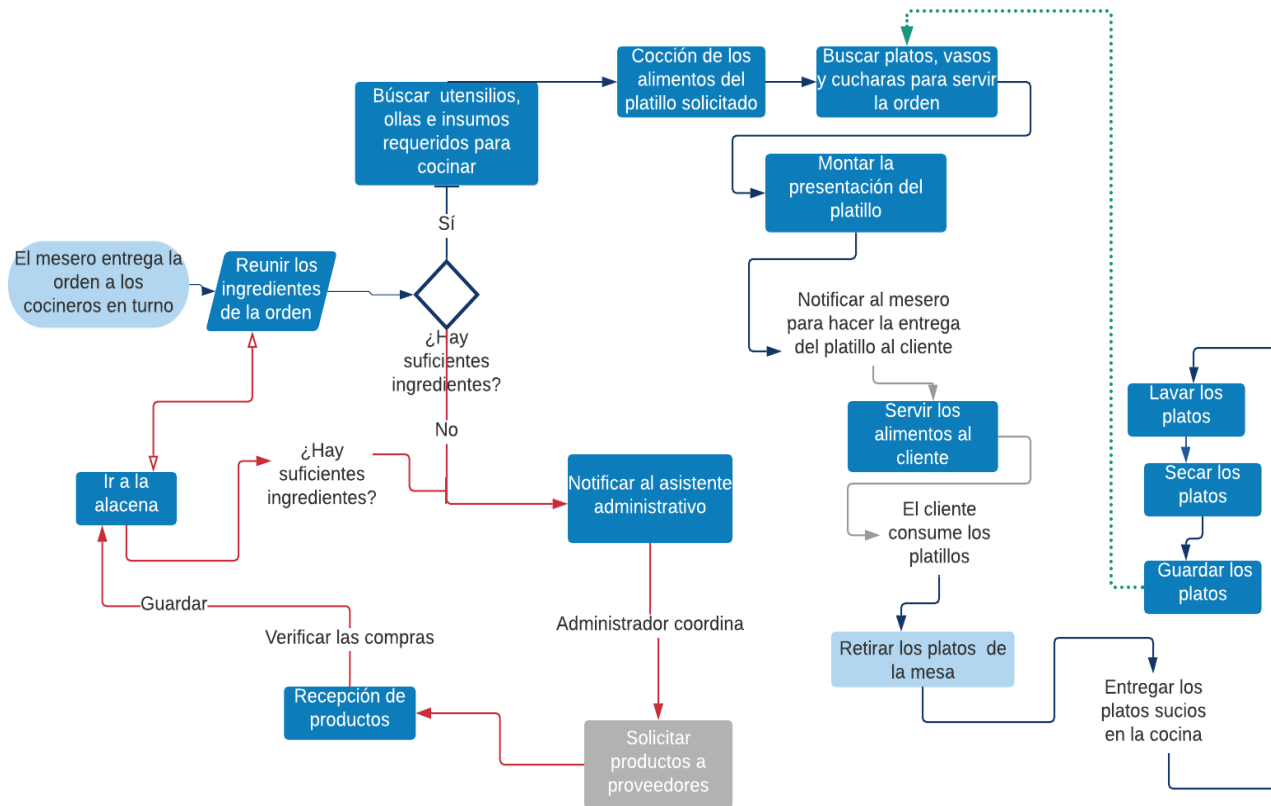 El mesero entrega la
orden a los
cocineros en turno
Reunir los
ingredientes
de la orden
¿Hay
suficientes
ingredientes?
Sí
Búscar utensilios,
ollas e insumos
requeridos para
cocinar
Cocción de los
alimentos del
platillo solicitado
Buscar platos, vasos
y cucharas para servir
la orden
Montar la
presentación del
platillo
Notificar al mesero
para hacer la entrega
del platillo al cliente
Servir los
alimentos al
cliente
El cliente
consume los
platillos
Retirar los platos de
la mesa
Entregar los
platos sucios
en la cocina
Lavar los
platos
Secar los
platos
Guardar los
platos
No
Ir a la
alacena
¿Hay
suficientes
ingredientes?
Notificar al asistente
administrativo
Administrador coordina
Solicitar
productos a
proveedores
Recepción de
productos
Verificar las compras
Guardar